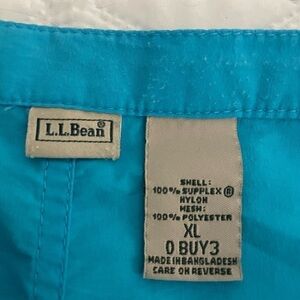 L.L.Bean®
SHELL:
100% SUPPLEX®
NYLON
MESH:
100% POLYESTER
XL
0 BUY3
MADE IN BANGLADESH
CARE ON REVERSE